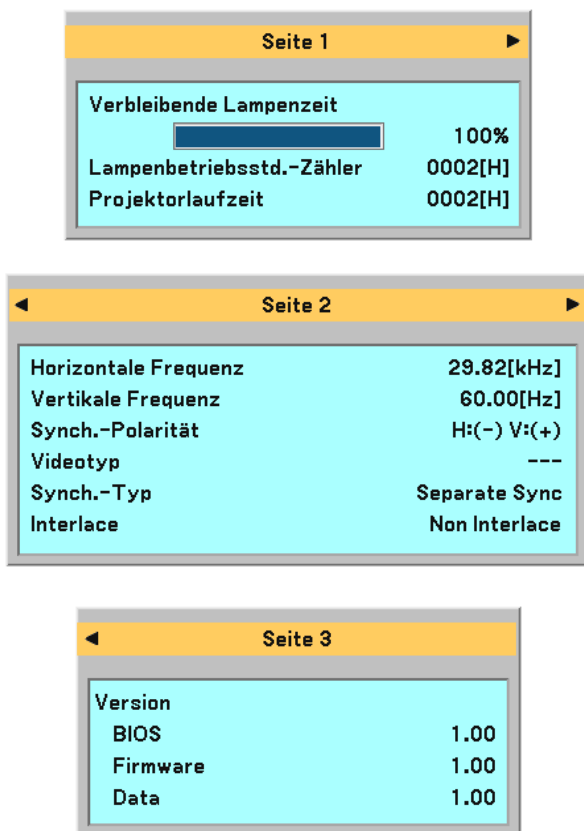 Seite 1
Verbleibende Lampenzeit
100%
Lampenbetriebsstd.-Zähler 0002[H]
Projektorlaufzeit 0002[H]
Seite 2
Horizontale Frequenz 29.82[kHz]
Vertikale Frequenz 60.00[Hz]
Synch.-Polarität H:(-) V:(+)
Videotyp ---
Synch.-Typ Separate Sync
Interlace Non Interlace
Seite 3
Version
BIOS 1.00
Firmware 1.00
Data 1.00